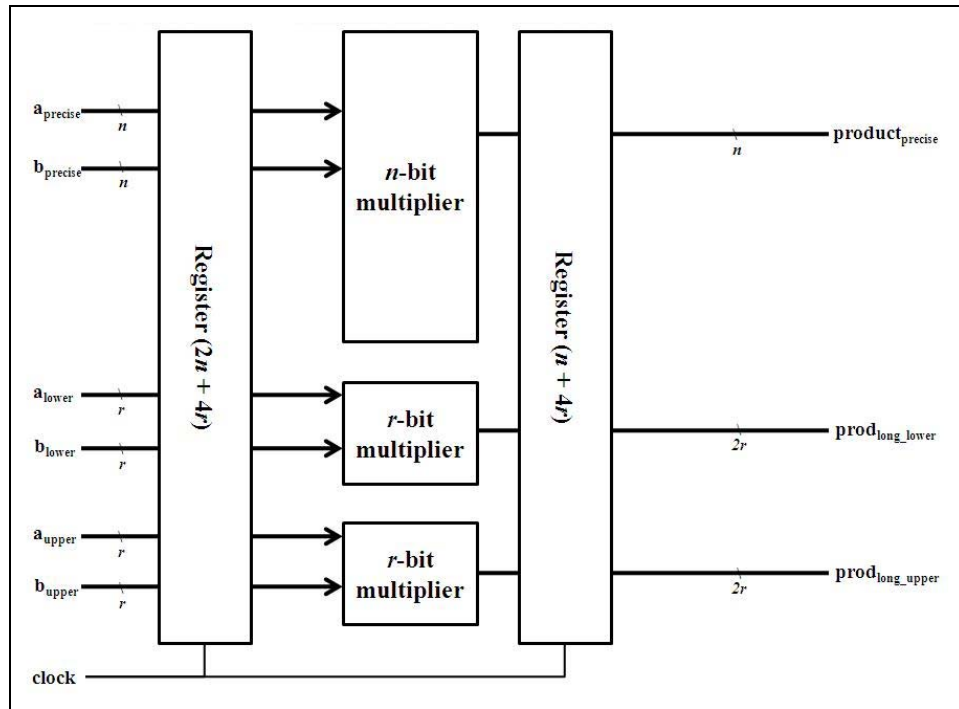 a_precise
n
b_precise
n
Register (2n + 4r)
n-bit
multiplier
Register (n + 4r)
n
product_precise
a_lower
r
b_lower
r
r-bit
multiplier
2r
prod_long_lower
a_upper
r
b_upper
r
r-bit
multiplier
2r
prod_long_upper
clock